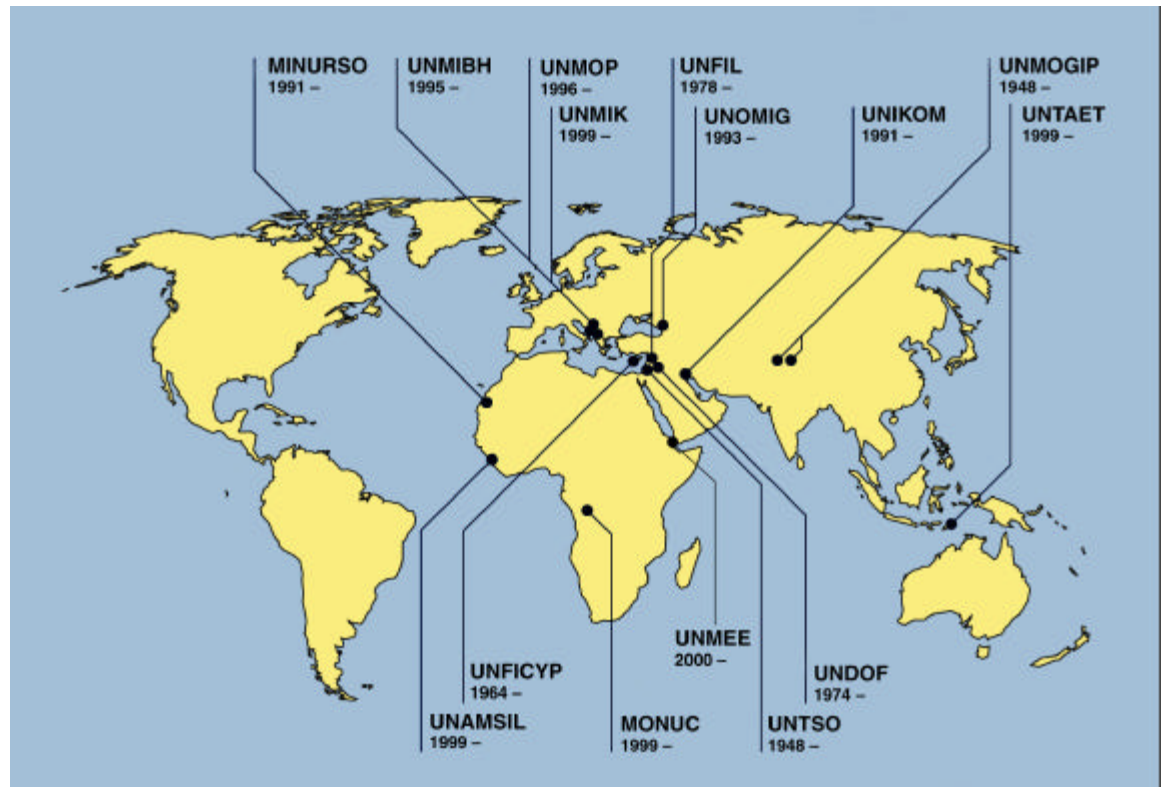 MINURSO
1991 –
UNMIBH
1995 –
UNMOP
1996 –
UNFIL
1978 –
UNMOGIP
1948 –
UNMIK
1999 –
UNOMIG
1993 –
UNIKOM
1991 –
UNTAET
1999 –
UNMEE
2000 –
UNFICYP
1964 –
UNDOF
1974 –
UNAMSIL
1999 –
MONUC
1999 –
UNTSO
1948 –